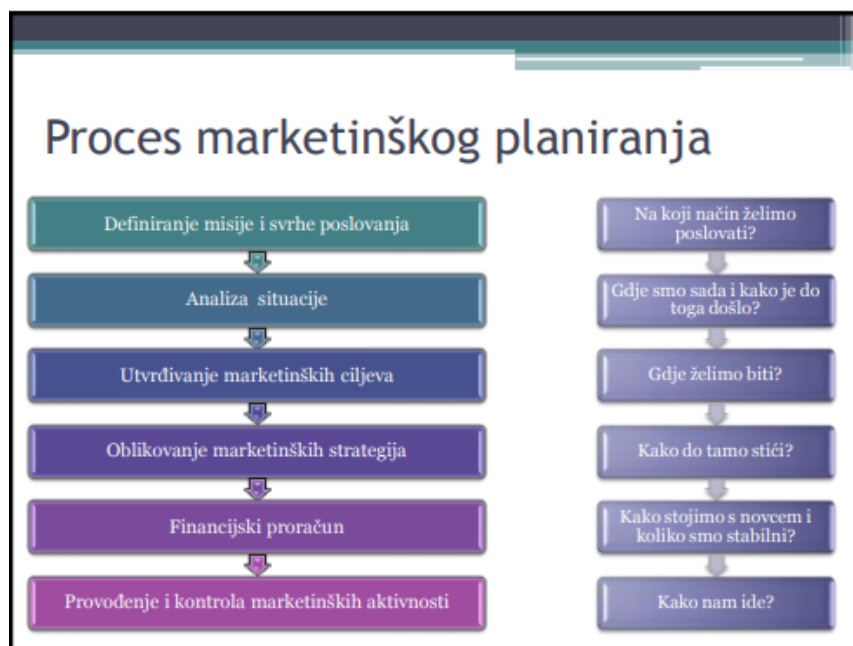 Proces marketinškog planiranja
Definiranje misije i svrhe poslovanja
Analiza situacije
Utvrđivanje marketinških ciljeva
Oblikovanje marketinških strategija
Financijski proračun
Provođenje i kontrola marketinških aktivnosti
Na koji način želimo
poslovati?
Gdje smo sada i kako je do
toga došlo?
Gdje želimo biti?
Kako do tamo stići?
Kako stojimo s novcem i
koliko smo stabilni?
Kako nam ide?